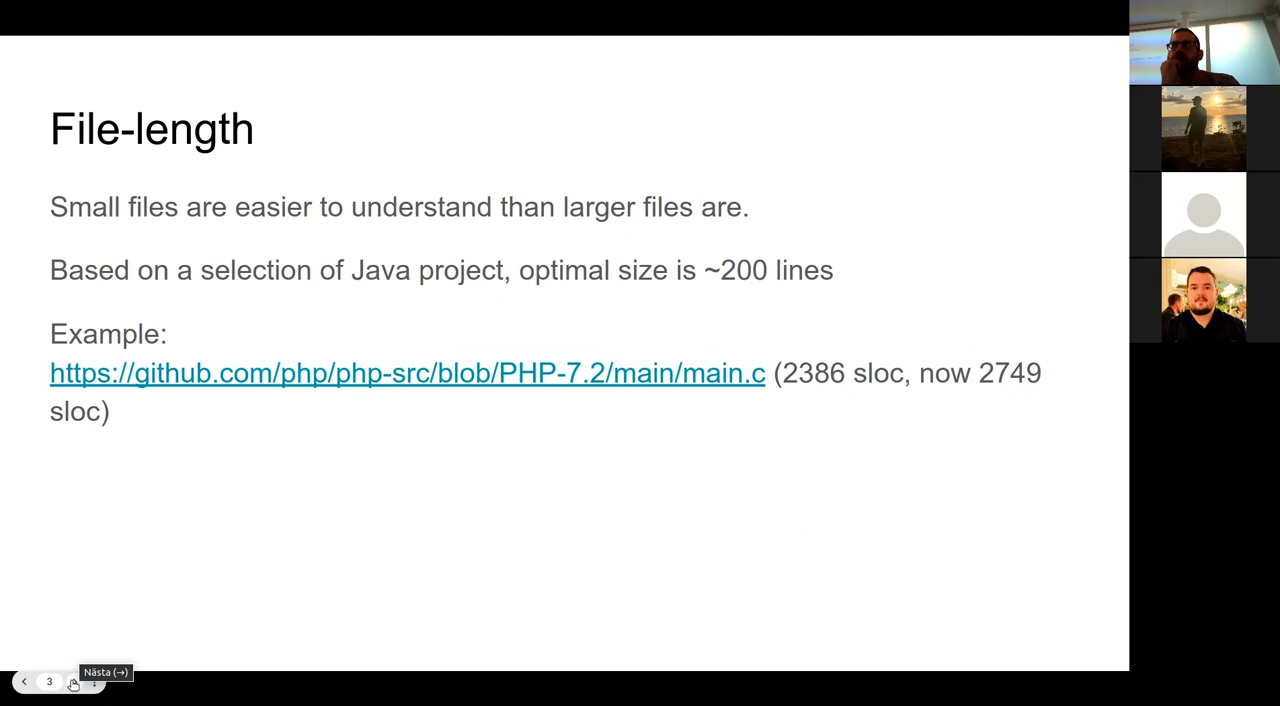 File-length
Small files are easier to understand than larger files are.
Based on a selection of Java project, optimal size is ~200 lines
Example:
https://github.com/php/php-src/blob/PHP-7.2/main/main.c (2386 sloc, now 2749
sloc)
Nästa (→)
3